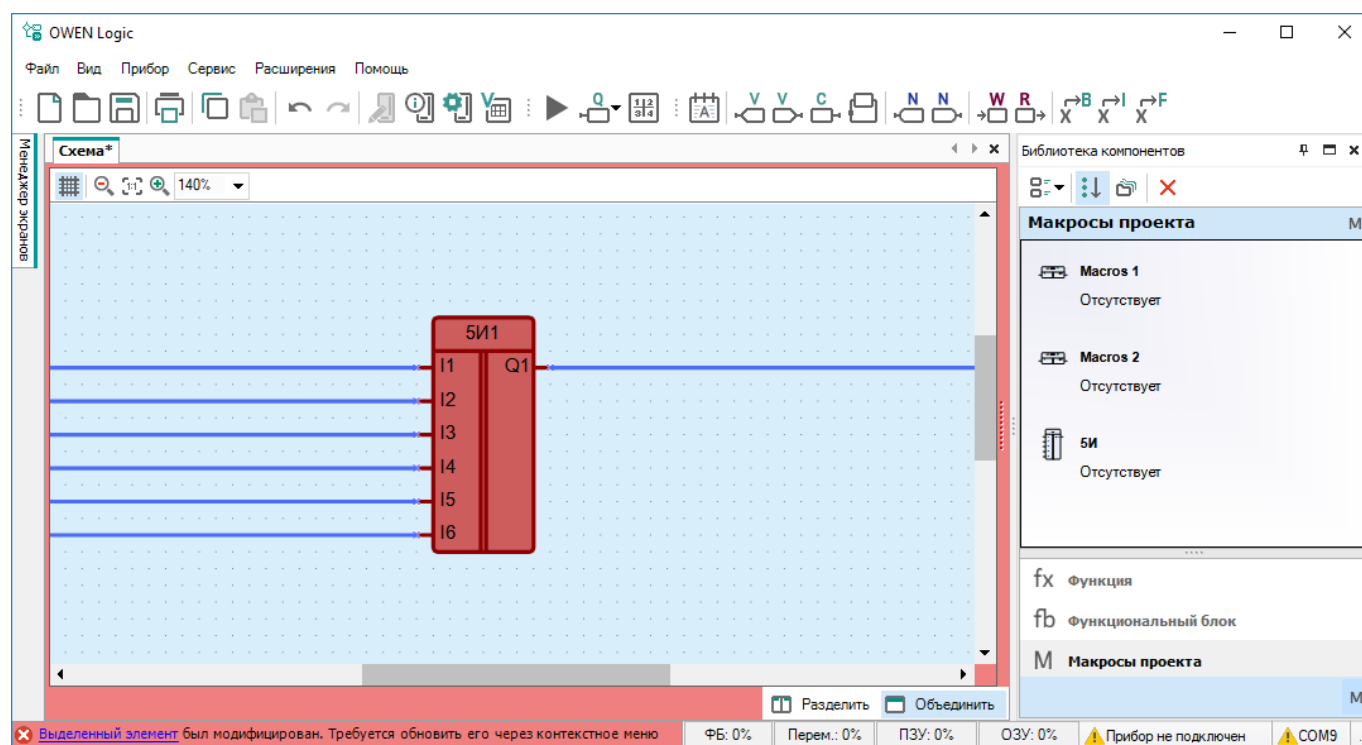 OWEN Logic
Файл Вид Прибор Сервис Расширения Помощь
Менеджер экранов
Схема*
140%
5И1
I1 Q1
I2
I3
I4
I5
I6
Разделить Объединить
Библиотека компонентов
Макросы проекта М
Macros 1
Отсутствует
Macros 2
Отсутствует
5И
Отсутствует
fx Функция
fb Функциональный блок
М Макросы проекта
М
Выделенный элемент был модифицирован. Требуется обновить его через контекстное меню ФБ: 0% Перем.: 0% ПЗУ: 0% ОЗУ: 0% Прибор не подключен COM9